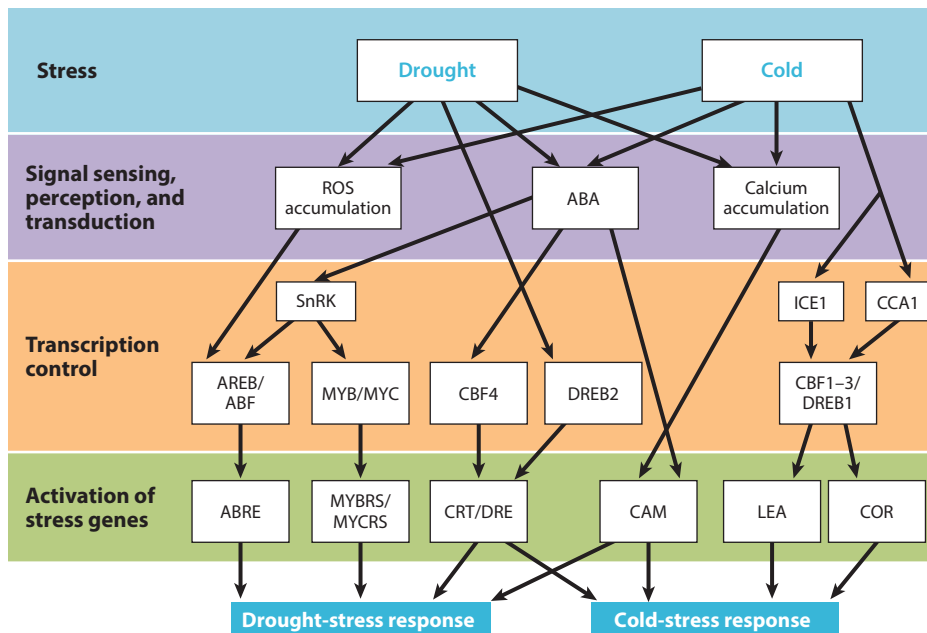 Stress
Drought
Cold
Signal sensing,
perception, and
transduction
ROS
accumulation
ABA
Calcium
accumulation
Transcription
control
SnRK
ICE1
CCA1
AREB/
ABF
MYB/MYC
CBF4
DREB2
CBF1–3/
DREB1
Activation of
stress genes
ABRE
MYBRS/
MYCRS
CRT/DRE
CAM
LEA
COR
Drought-stress response
Cold-stress response